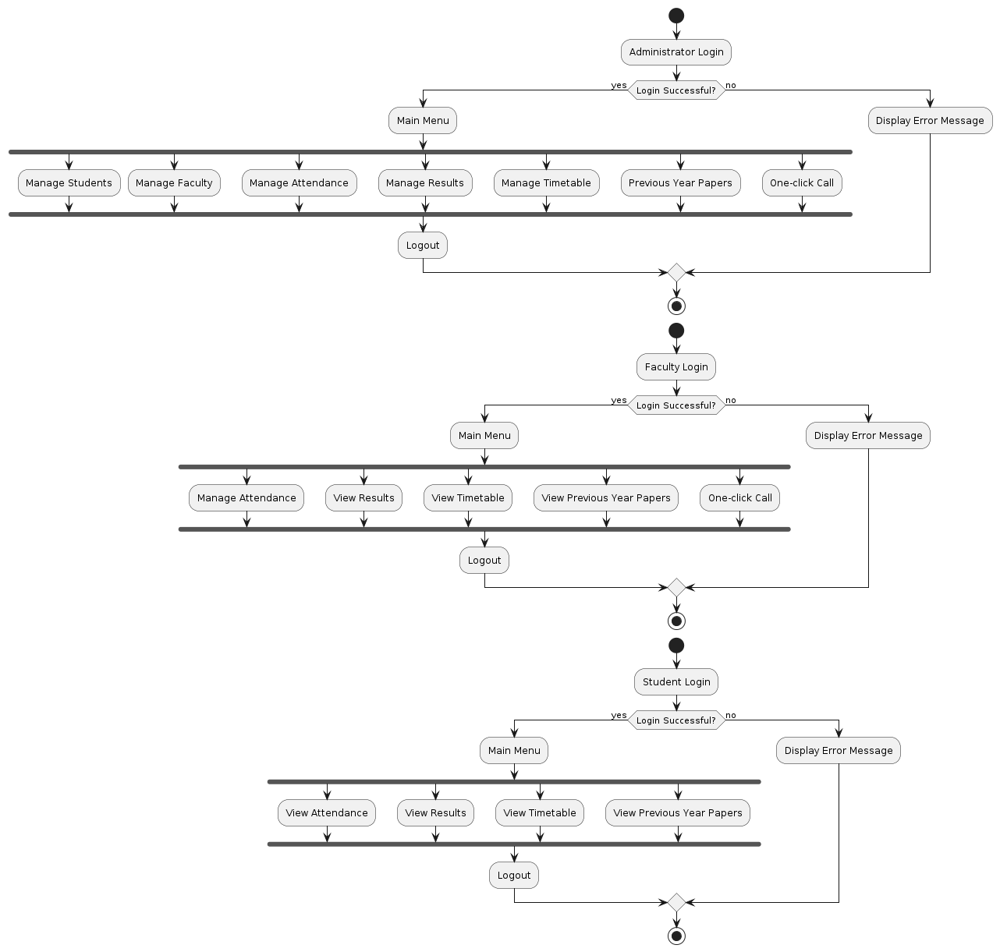 Administrator Login
yes
Login Successful?
no
Main Menu
Display Error Message
Manage Students
Manage Faculty
Manage Attendance
Manage Results
Manage Timetable
Previous Year Papers
One-click Call
Logout
Faculty Login
yes
Login Successful?
no
Main Menu
Display Error Message
Manage Attendance
View Results
View Timetable
View Previous Year Papers
One-click Call
Logout
Student Login
yes
Login Successful?
no
Main Menu
Display Error Message
View Attendance
View Results
View Timetable
View Previous Year Papers
Logout